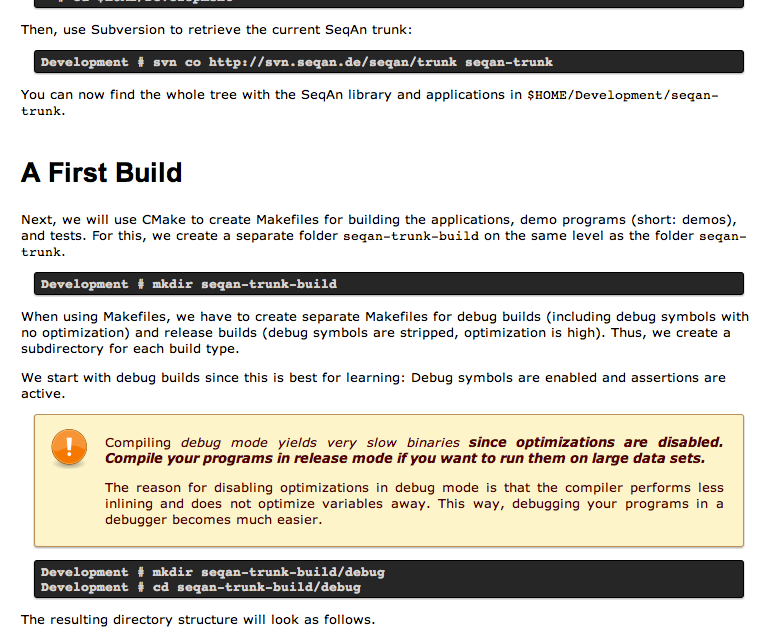 Then, use Subversion to retrieve the current SeqAn trunk:
Development # svn co http://svn.seqan.de/seqan/trunk seqan-trunk
You can now find the whole tree with the SeqAn library and applications in $HOME/Development/seqan-
trunk.
A First Build
Next, we will use CMake to create Makefiles for building the applications, demo programs (short: demos),
and tests. For this, we create a separate folder seqan-trunk-build on the same level as the folder seqan-
trunk.
Development # mkdir seqan-trunk-build
When using Makefiles, we have to create separate Makefiles for debug builds (including debug symbols with
no optimization) and release builds (debug symbols are stripped, optimization is high). Thus, we create a
subdirectory for each build type.
We start with debug builds since this is best for learning: Debug symbols are enabled and assertions are
active.
Compiling debug mode yields very slow binaries since optimizations are disabled.
Compile your programs in release mode if you want to run them on large data sets.
The reason for disabling optimizations in debug mode is that the compiler performs less
inlining and does not optimize variables away. This way, debugging your programs in a
debugger becomes much easier.
Development # mkdir seqan-trunk-build/debug
Development # cd seqan-trunk-build/debug
The resulting directory structure will look as follows.